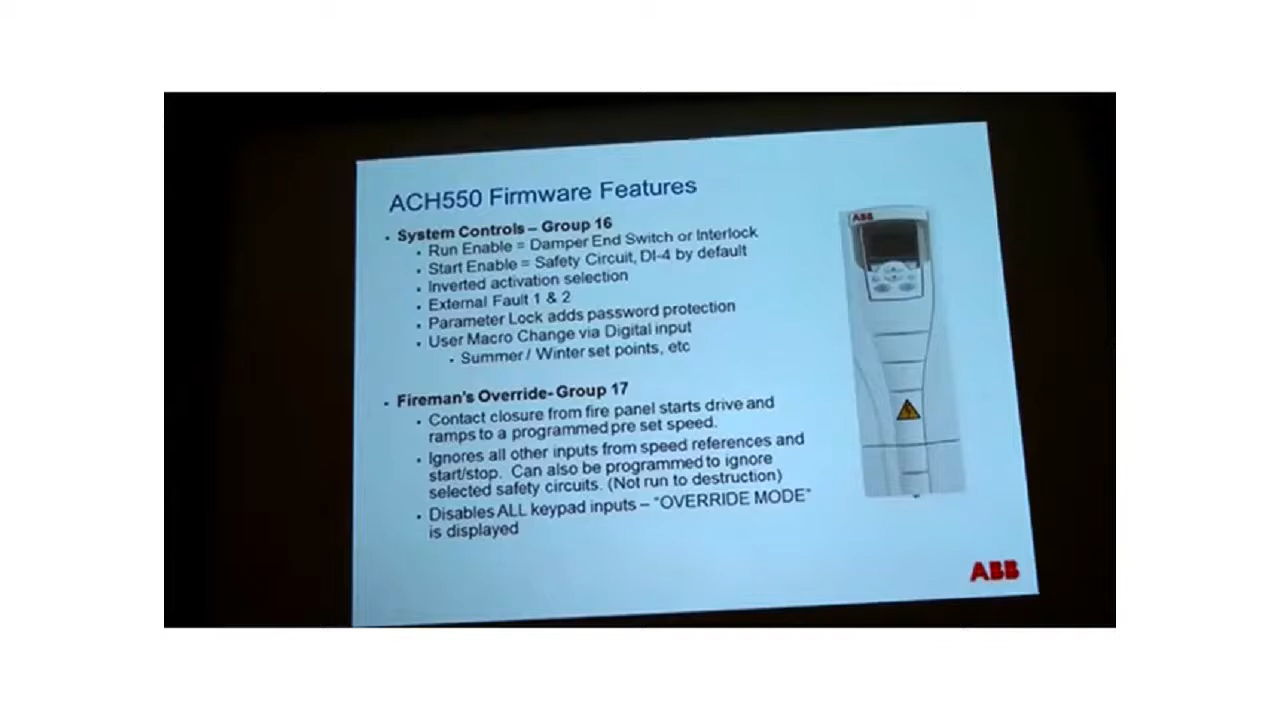 ACH550 Firmware Features
• System Controls – Group 16
• Run Enable = Damper End Switch or Interlock
• Start Enable = Safety Circuit, DI-4 by default
• Inverted activation selection
• External Fault 1 & 2
• Parameter Lock adds password protection
• User Macro Change via Digital input
• Summer / Winter set points, etc
• Fireman's Override- Group 17
• Contact closure from fire panel starts drive and
ramps to a programmed pre set speed.
• Ignores all other inputs from speed references and
start/stop. Can also be programmed to ignore
selected safety circuits. (Not run to destruction)
• Disables ALL keypad inputs – "OVERRIDE MODE"
is displayed
ABB
ABB